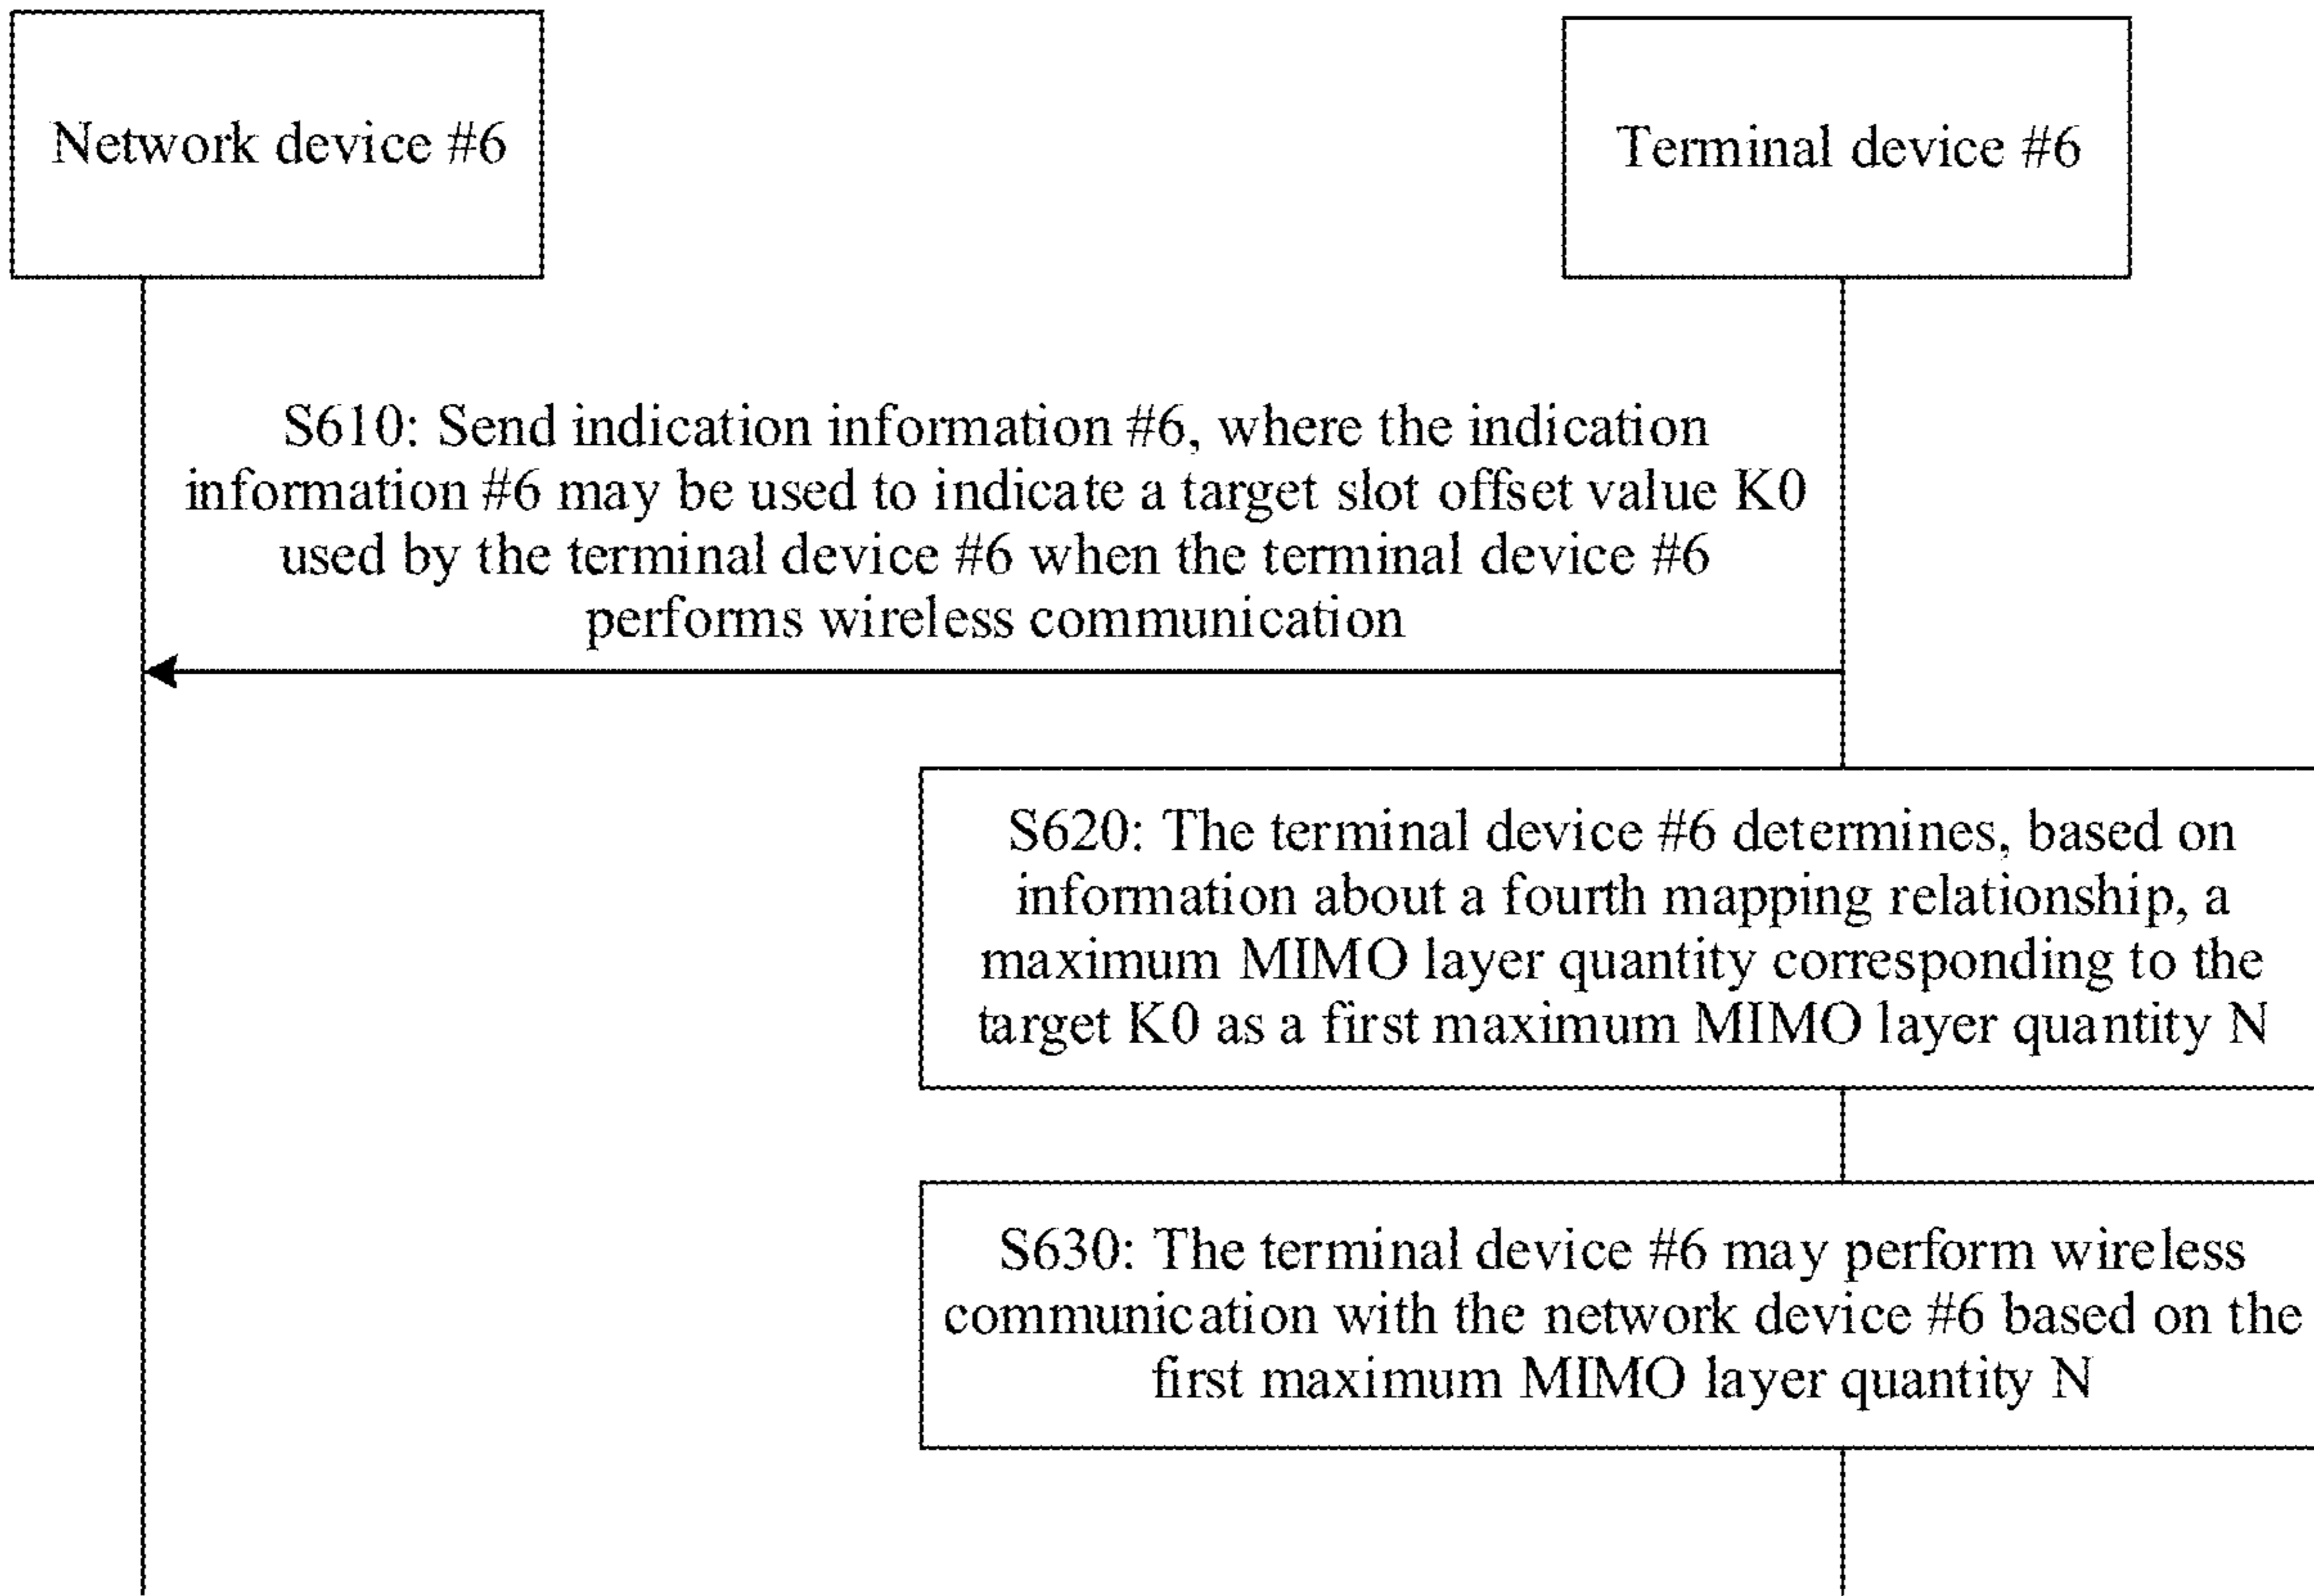 Network device #6
Terminal device #6
S610: Send indication information #6, where the indication
information #6 may be used to indicate a target slot offset value K0
used by the terminal device #6 when the terminal device #6
performs wireless communication
S620: The terminal device #6 determines, based on
information about a fourth mapping relationship, a
maximum MIMO layer quantity corresponding to the
target K0 as a first maximum MIMO layer quantity N
S630: The terminal device #6 may perform wireless
communication with the network device #6 based on the
first maximum MIMO layer quantity N